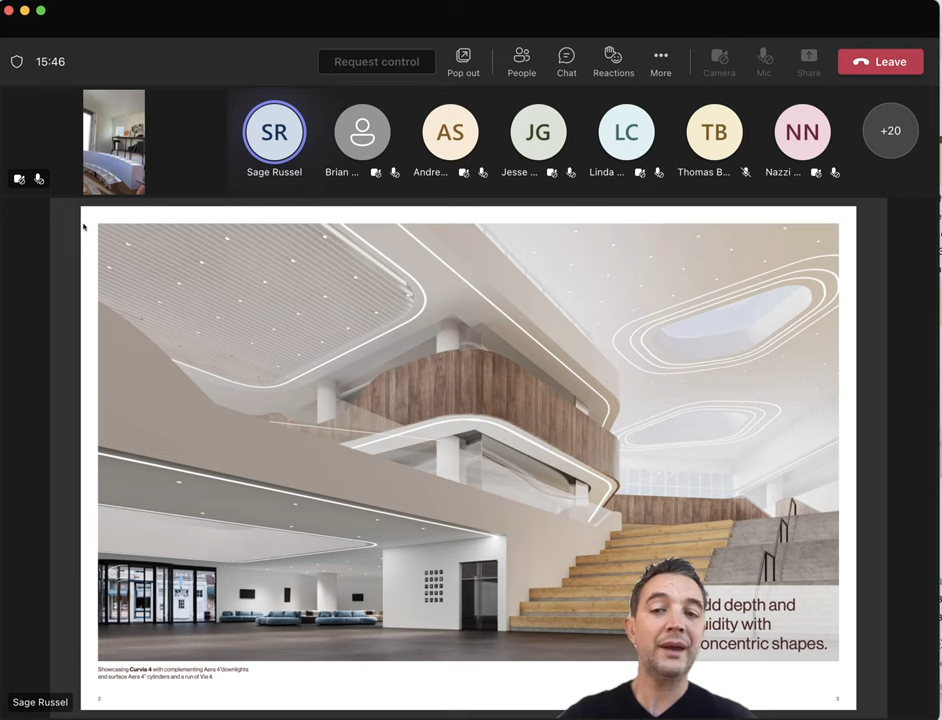 15:46
Request control
Pop out
People
Chat
Reactions
More
Camera
Mic
Share
Leave
SR
AS
JG
LC
TB
NN
+20
Sage Russel
Brian ...
Andre...
Jesse ...
Linda ...
Thomas B...
Nazzi ...
dd depth and
uidity with
oncentric shapes.
Showcasing Curvia 4 with complementing Aera 4"downlights
and surface Aera 4" cylinders and a run of Via 4.
2
3
Sage Russel